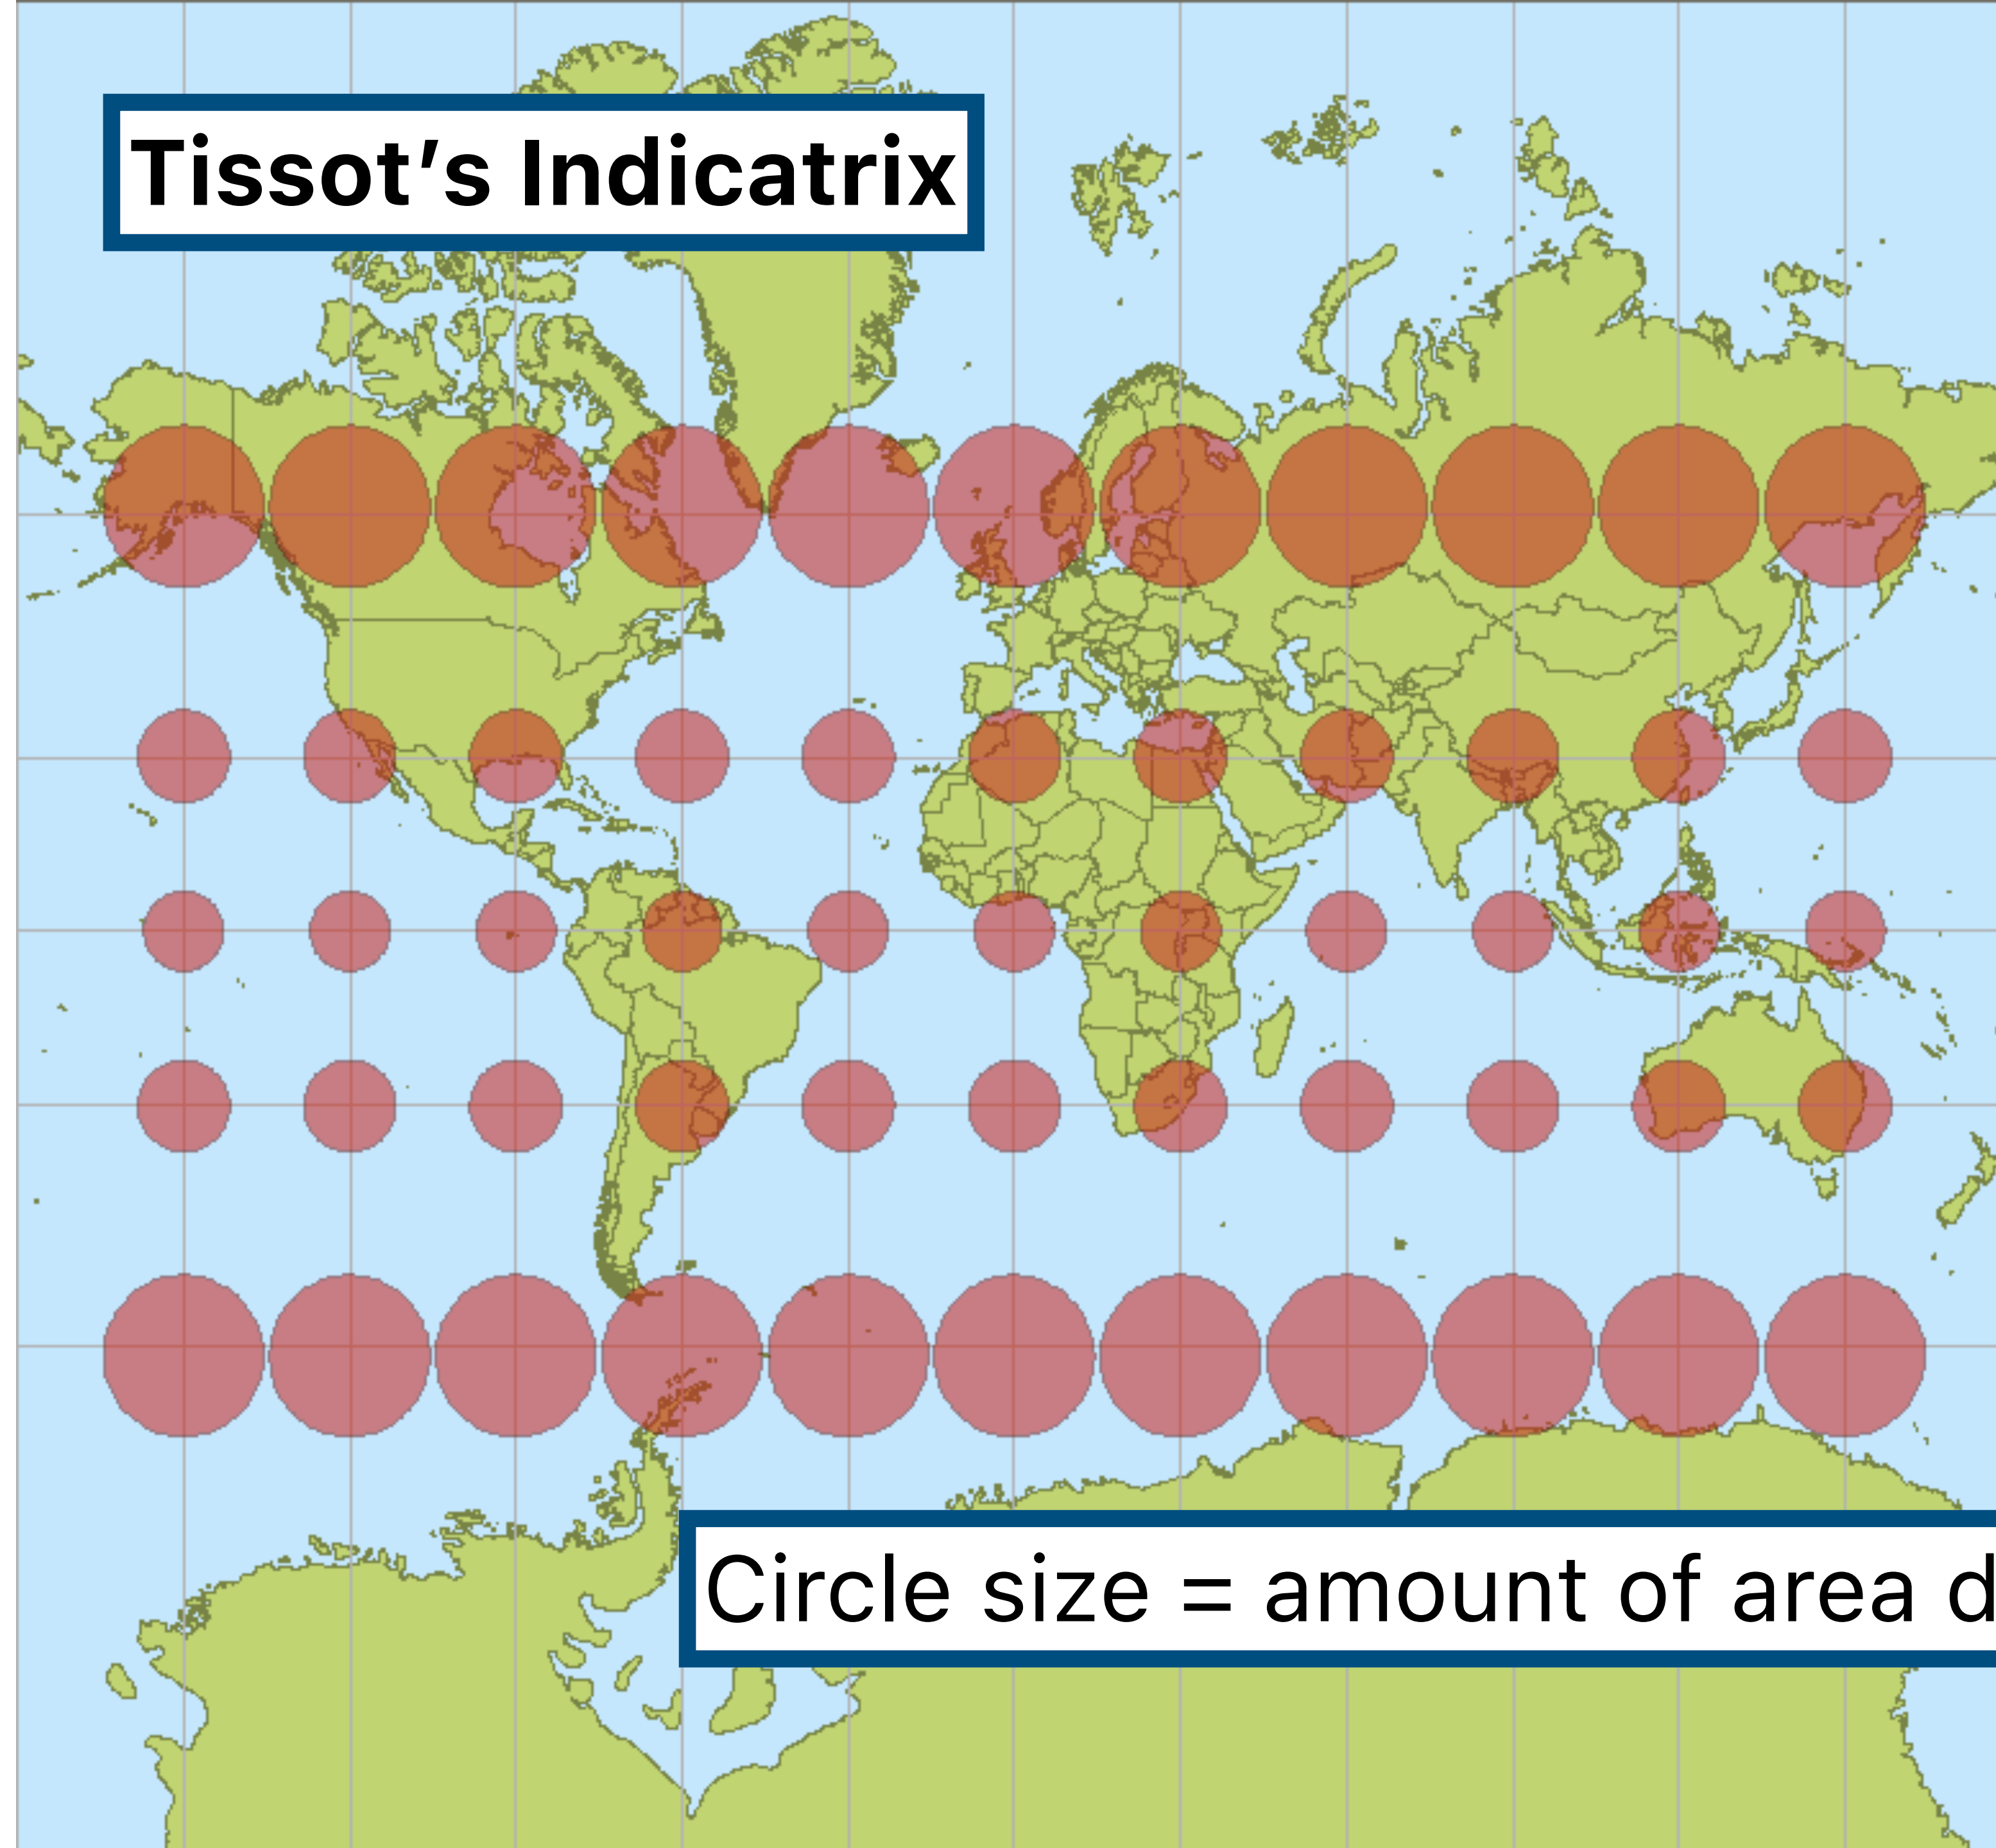 Tissot’s Indicatrix
Circle size = amount of area